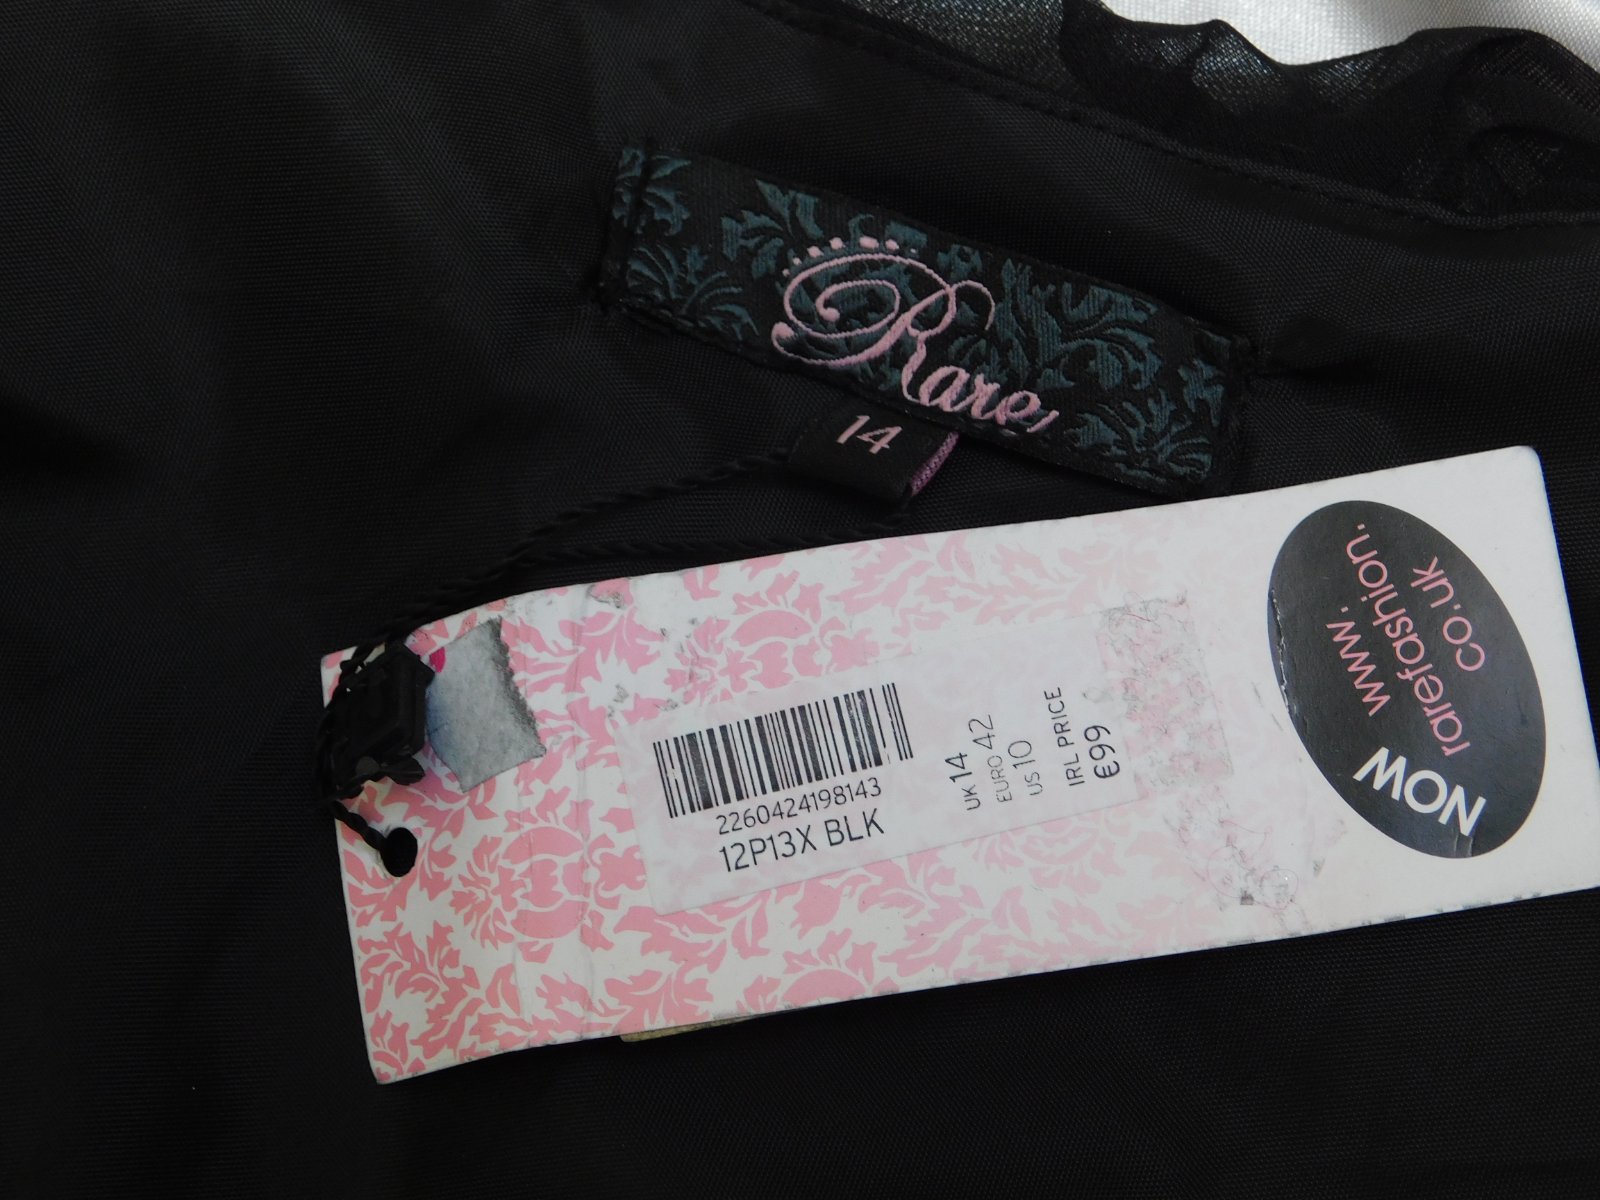 Rare
14
2260424198143
12P13X BLK
UK 14
EURO 42
US 10
IRL PRICE
€99
NOW
www.
rarefashion.
co.uk